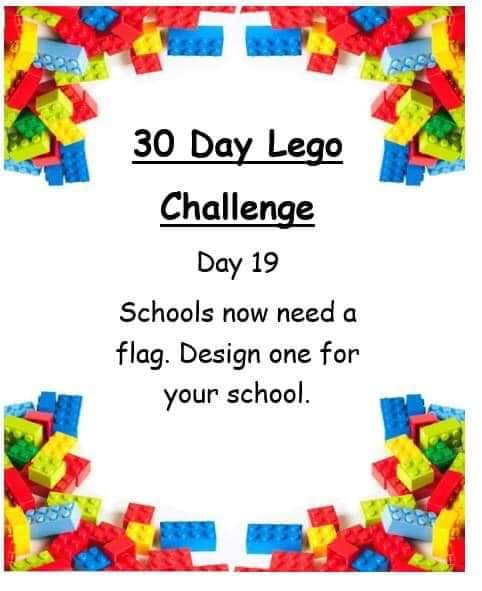 30 Day Lego
Challenge
Day 19
Schools now need a
flag. Design one for
your school.